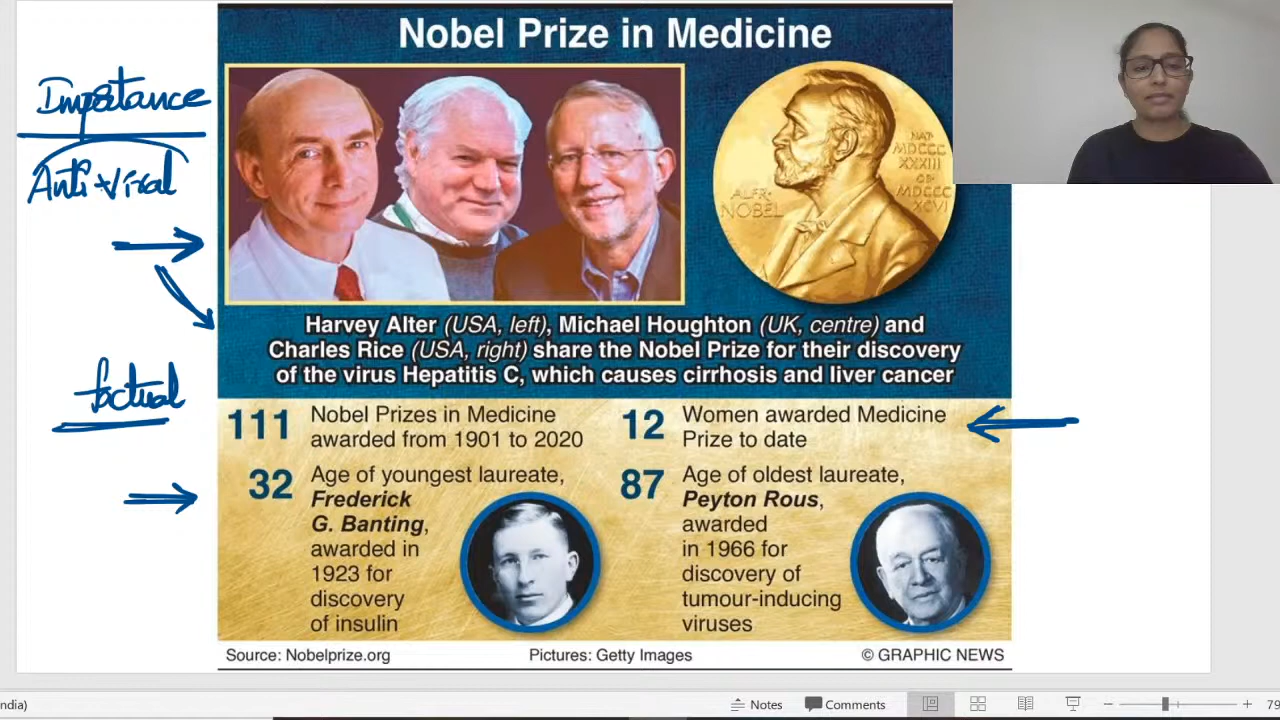 Nobel Prize in Medicine
Importance
Antiviral
ALFR.
NOBEL
NAT.
MDCCC
XXXIII
OB.
MDCCC
XCVI
Harvey Alter (USA, left), Michael Houghton (UK, centre) and
Charles Rice (USA, right) share the Nobel Prize for their discovery
of the virus Hepatitis C, which causes cirrhosis and liver cancer
factual
111 Nobel Prizes in Medicine
awarded from 1901 to 2020
12 Women awarded Medicine
Prize to date
32 Age of youngest laureate,
Frederick
G. Banting,
awarded in
1923 for
discovery
of insulin
87 Age of oldest laureate,
Peyton Rous,
awarded
in 1966 for
discovery of
tumour-inducing
viruses
Source: Nobelprize.org
Pictures: Getty Images
© GRAPHIC NEWS
ndia)
Notes
Comments
79